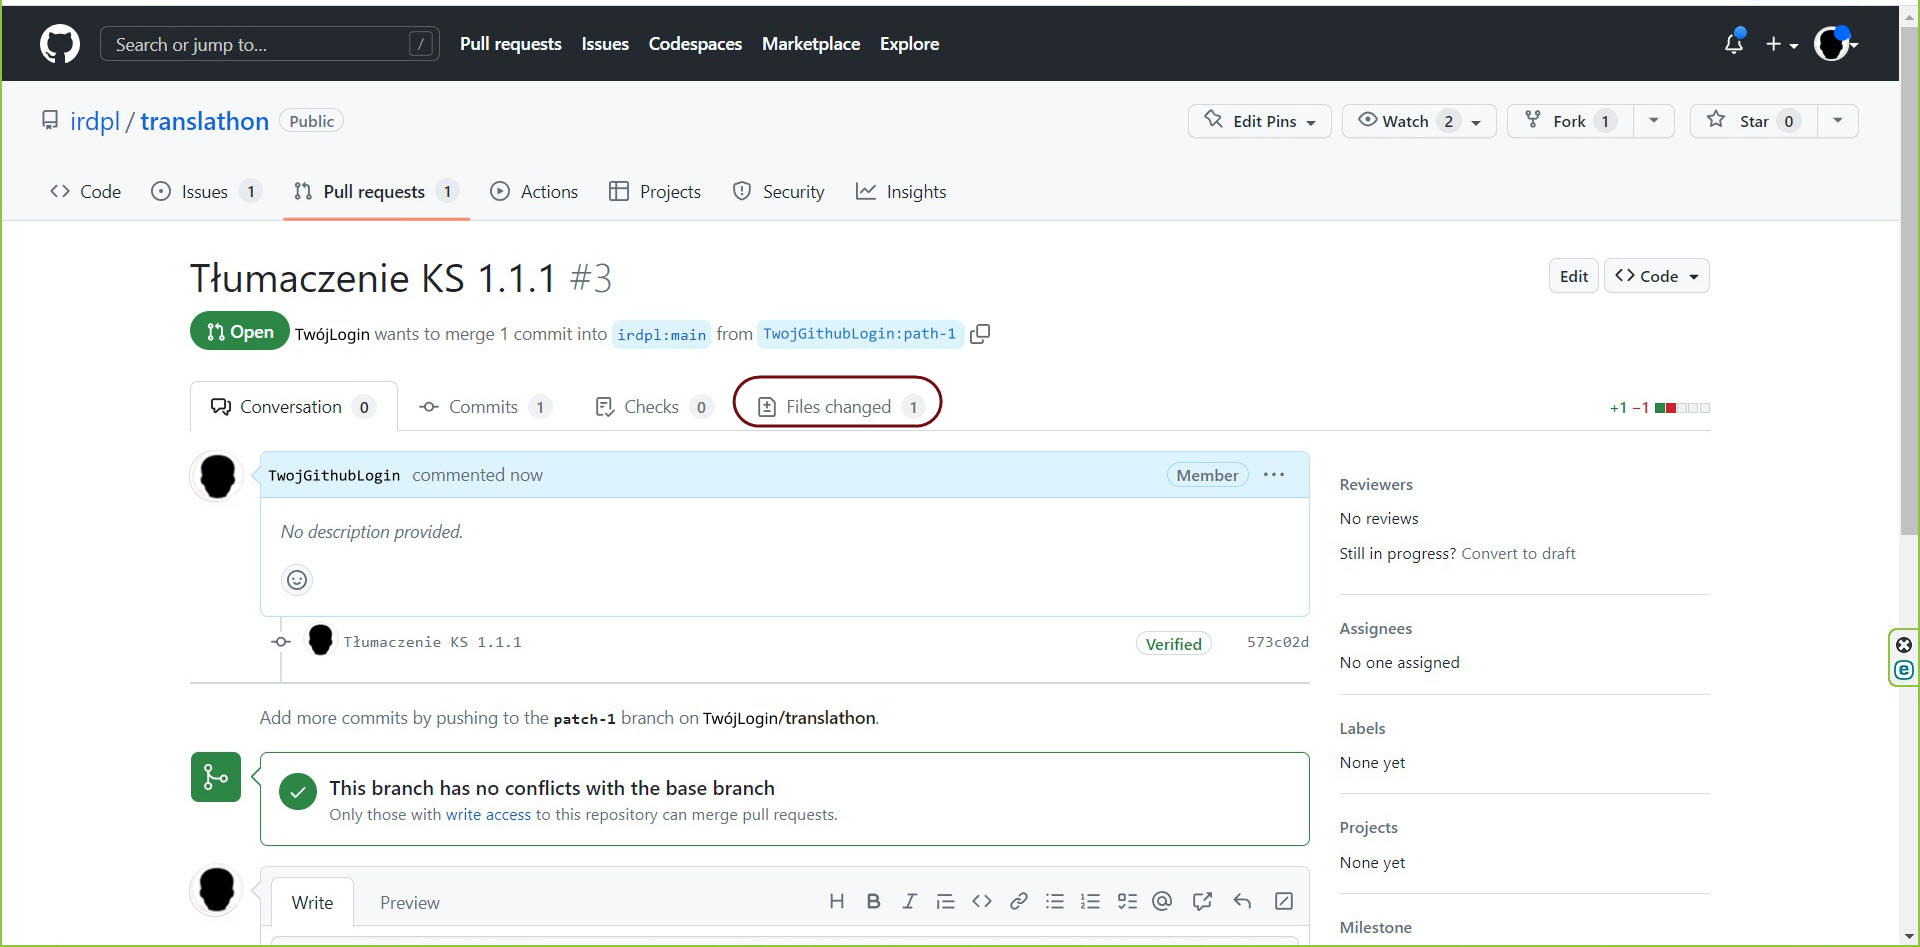 Search or jump to... /
Pull requests Issues Codespaces Marketplace Explore
irdpl / translathon Public
Edit Pins Watch 2 Fork 1 Star 0
Code Issues 1 Pull requests 1 Actions Projects Security Insights
Tłumaczenie KS 1.1.1 #3
Edit Code
Open TwójLogin wants to merge 1 commit into irdpl:main from TwojGithubLogin:path-1
Conversation 0 Commits 1 Checks 0 Files changed 1
+1 −1
TwojGithubLogin commented now Member
No description provided.
Tłumaczenie KS 1.1.1 Verified 573c02d
Add more commits by pushing to the patch-1 branch on TwójLogin/translathon.
This branch has no conflicts with the base branch
Only those with write access to this repository can merge pull requests.
Write Preview
Reviewers
No reviews
Still in progress? Convert to draft
Assignees
No one assigned
Labels
None yet
Projects
None yet
Milestone